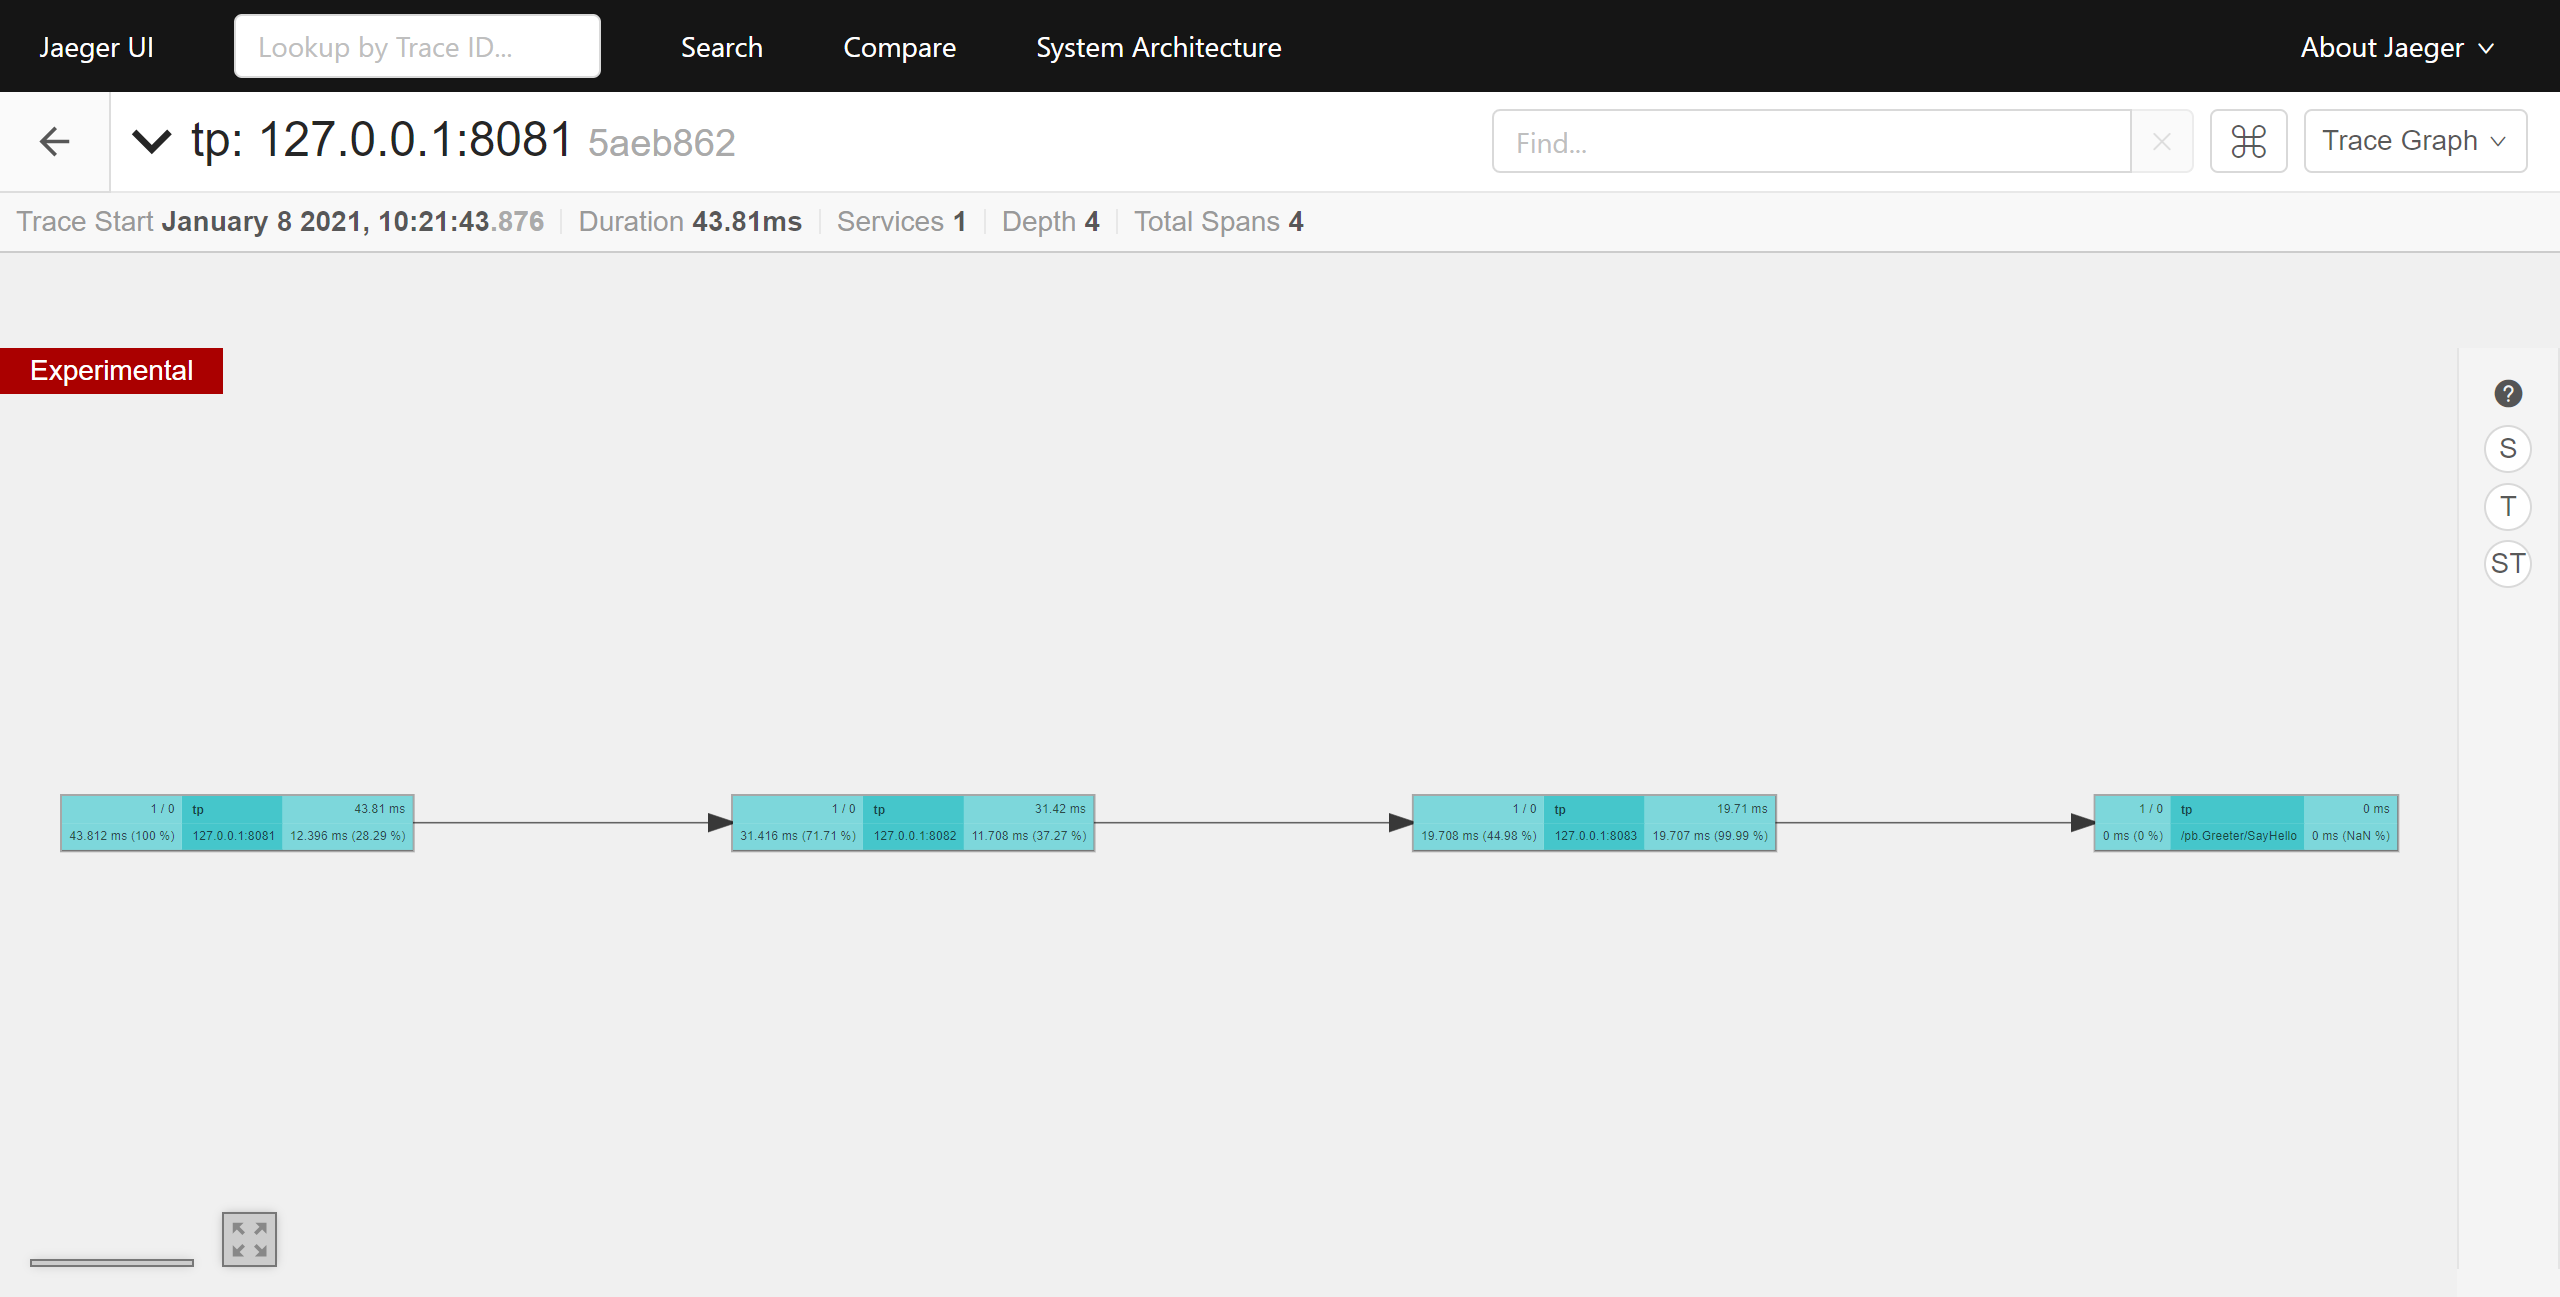 Jaeger UI
Lookup by Trace ID...
Search
Compare
System Architecture
About Jaeger
tp: 127.0.0.1:8081 5aeb862
Find...
Trace Graph
Trace Start January 8 2021, 10:21:43.876
Duration 43.81ms
Services 1
Depth 4
Total Spans 4
Experimental
?
S
T
ST
1 / 0 tp 43.81 ms
43.812 ms (100 %) 127.0.0.1:8081 12.396 ms (28.29 %)
1 / 0 tp 31.42 ms
31.416 ms (71.71 %) 127.0.0.1:8082 11.708 ms (37.27 %)
1 / 0 tp 19.71 ms
19.708 ms (44.98 %) 127.0.0.1:8083 19.707 ms (99.99 %)
1 / 0 tp 0 ms
0 ms (0 %) /pb.Greeter/SayHello 0 ms (NaN %)